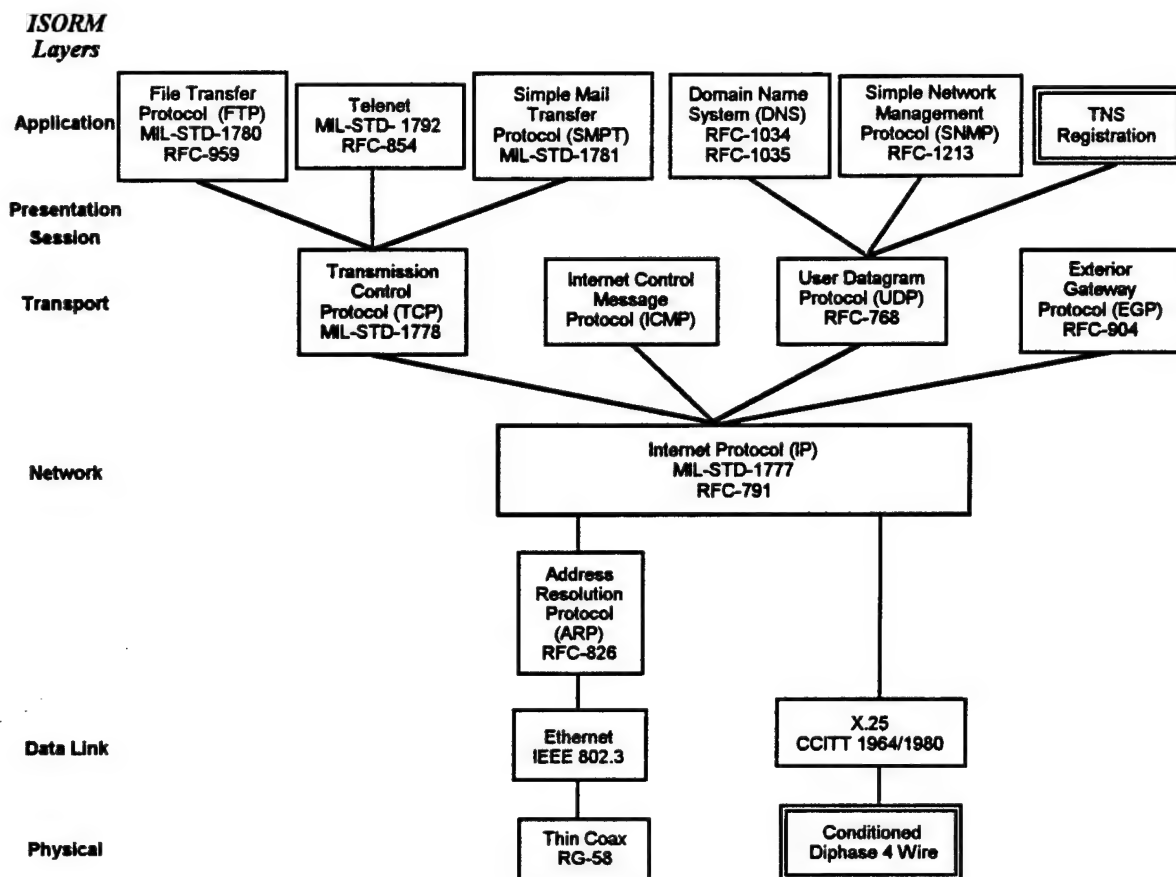 ISORM
Layers
Application
File Transfer
Protocol (FTP)
MIL-STD-1780
RFC-959
Telenet
MIL-STD- 1792
RFC-854
Simple Mail
Transfer
Protocol (SMPT)
MIL-STD-1781
Domain Name
System (DNS)
RFC-1034
RFC-1035
Simple Network
Management
Protocol (SNMP)
RFC-1213
TNS
Registration
Presentation
Session
Transport
Transmission
Control
Protocol (TCP)
MIL-STD-1778
Internet Control
Message
Protocol (ICMP)
User Datagram
Protocol (UDP)
RFC-768
Exterior
Gateway
Protocol (EGP)
RFC-904
Network
Internet Protocol (IP)
MIL-STD-1777
RFC-791
Address
Resolution
Protocol
(ARP)
RFC-826
Data Link
Ethernet
IEEE 802.3
X.25
CCITT 1964/1980
Physical
Thin Coax
RG-58
Conditioned
Diphase 4 Wire